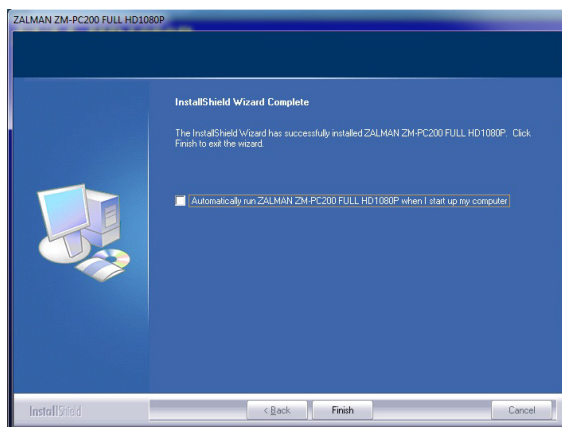 ZALMAN ZM-PC200 FULL HD1080P
InstallShield Wizard Complete
The InstallShield Wizard has successfully installed ZALMAN ZM-PC200 FULL HD1080P. Click
Finish to exit the wizard.
Automatically run ZALMAN ZM-PC200 FULL HD1080P when I start up my computer
InstallShield
< Back
Finish
Cancel